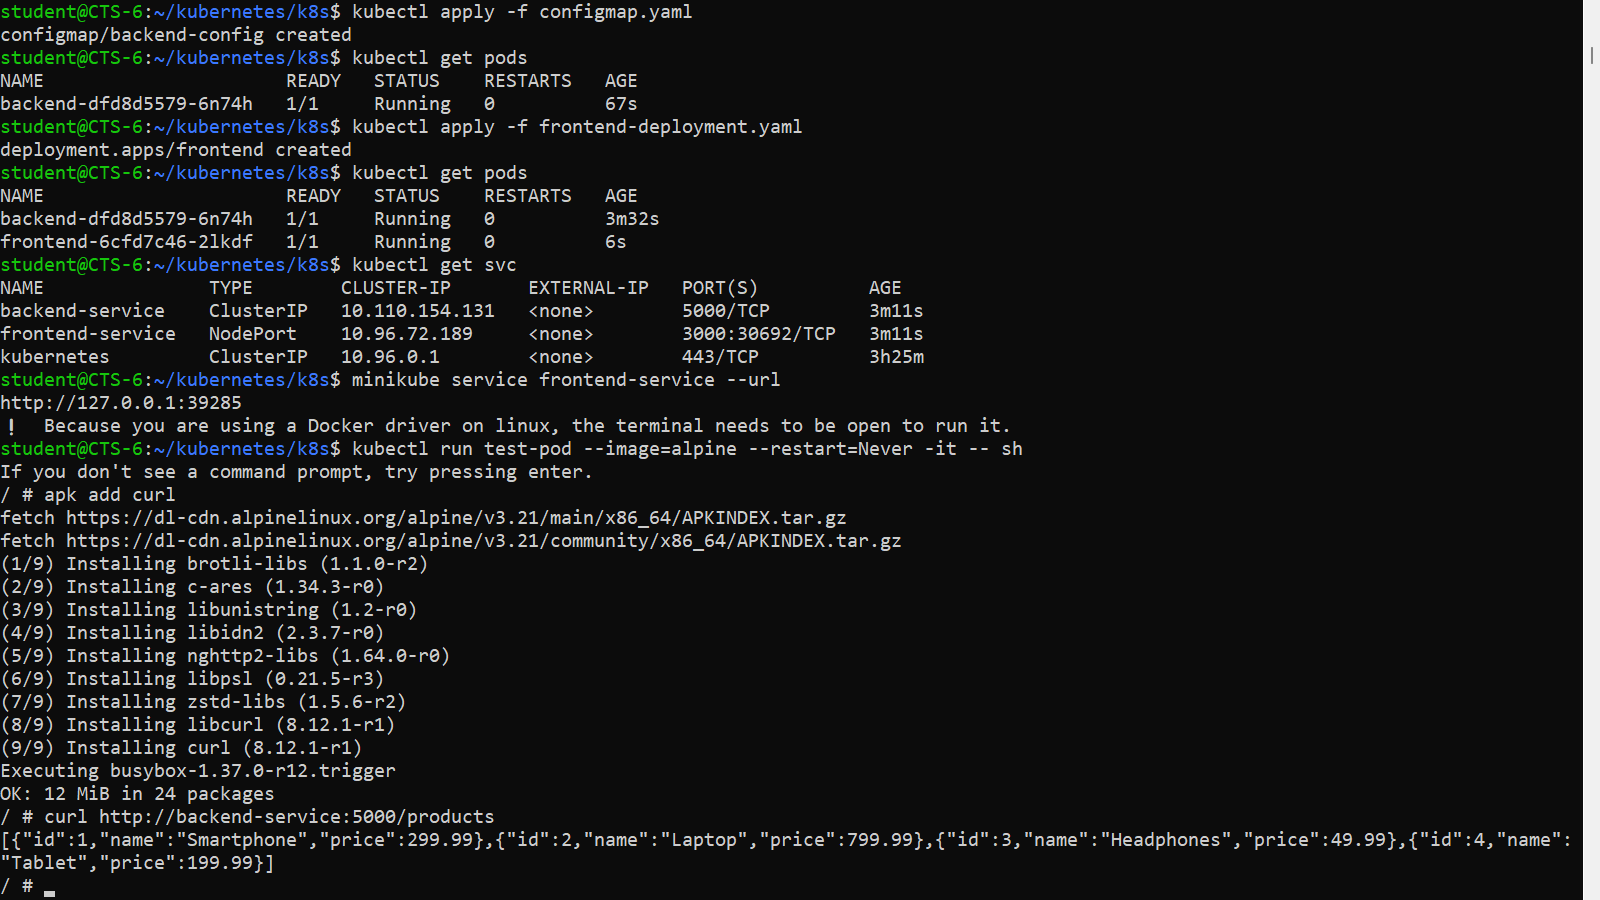 student@CTS-6:~/kubernetes/k8s$ kubectl apply -f configmap.yaml
configmap/backend-config created
student@CTS-6:~/kubernetes/k8s$ kubectl get pods
NAME                      READY   STATUS    RESTARTS   AGE
backend-dfd8d5579-6n74h   1/1     Running   0          67s
student@CTS-6:~/kubernetes/k8s$ kubectl apply -f frontend-deployment.yaml
deployment.apps/frontend created
student@CTS-6:~/kubernetes/k8s$ kubectl get pods
NAME                      READY   STATUS    RESTARTS   AGE
backend-dfd8d5579-6n74h   1/1     Running   0          3m32s
frontend-6cfd7c46-2lkdf   1/1     Running   0          6s
student@CTS-6:~/kubernetes/k8s$ kubectl get svc
NAME               TYPE        CLUSTER-IP       EXTERNAL-IP   PORT(S)          AGE
backend-service    ClusterIP   10.110.154.131   <none>        5000/TCP         3m11s
frontend-service   NodePort    10.96.72.189     <none>        3000:30692/TCP   3m11s
kubernetes         ClusterIP   10.96.0.1        <none>        443/TCP          3h25m
student@CTS-6:~/kubernetes/k8s$ minikube service frontend-service --url
http://127.0.0.1:39285
!   Because you are using a Docker driver on linux, the terminal needs to be open to run it.
student@CTS-6:~/kubernetes/k8s$ kubectl run test-pod --image=alpine --restart=Never -it -- sh
If you don't see a command prompt, try pressing enter.
/ # apk add curl
fetch https://dl-cdn.alpinelinux.org/alpine/v3.21/main/x86_64/APKINDEX.tar.gz
fetch https://dl-cdn.alpinelinux.org/alpine/v3.21/community/x86_64/APKINDEX.tar.gz
(1/9) Installing brotli-libs (1.1.0-r2)
(2/9) Installing c-ares (1.34.3-r0)
(3/9) Installing libunistring (1.2-r0)
(4/9) Installing libidn2 (2.3.7-r0)
(5/9) Installing nghttp2-libs (1.64.0-r0)
(6/9) Installing libpsl (0.21.5-r3)
(7/9) Installing zstd-libs (1.5.6-r2)
(8/9) Installing libcurl (8.12.1-r1)
(9/9) Installing curl (8.12.1-r1)
Executing busybox-1.37.0-r12.trigger
OK: 12 MiB in 24 packages
/ # curl http://backend-service:5000/products
[{"id":1,"name":"Smartphone","price":299.99},{"id":2,"name":"Laptop","price":799.99},{"id":3,"name":"Headphones","price":49.99},{"id":4,"name":
"Tablet","price":199.99}]
/ #